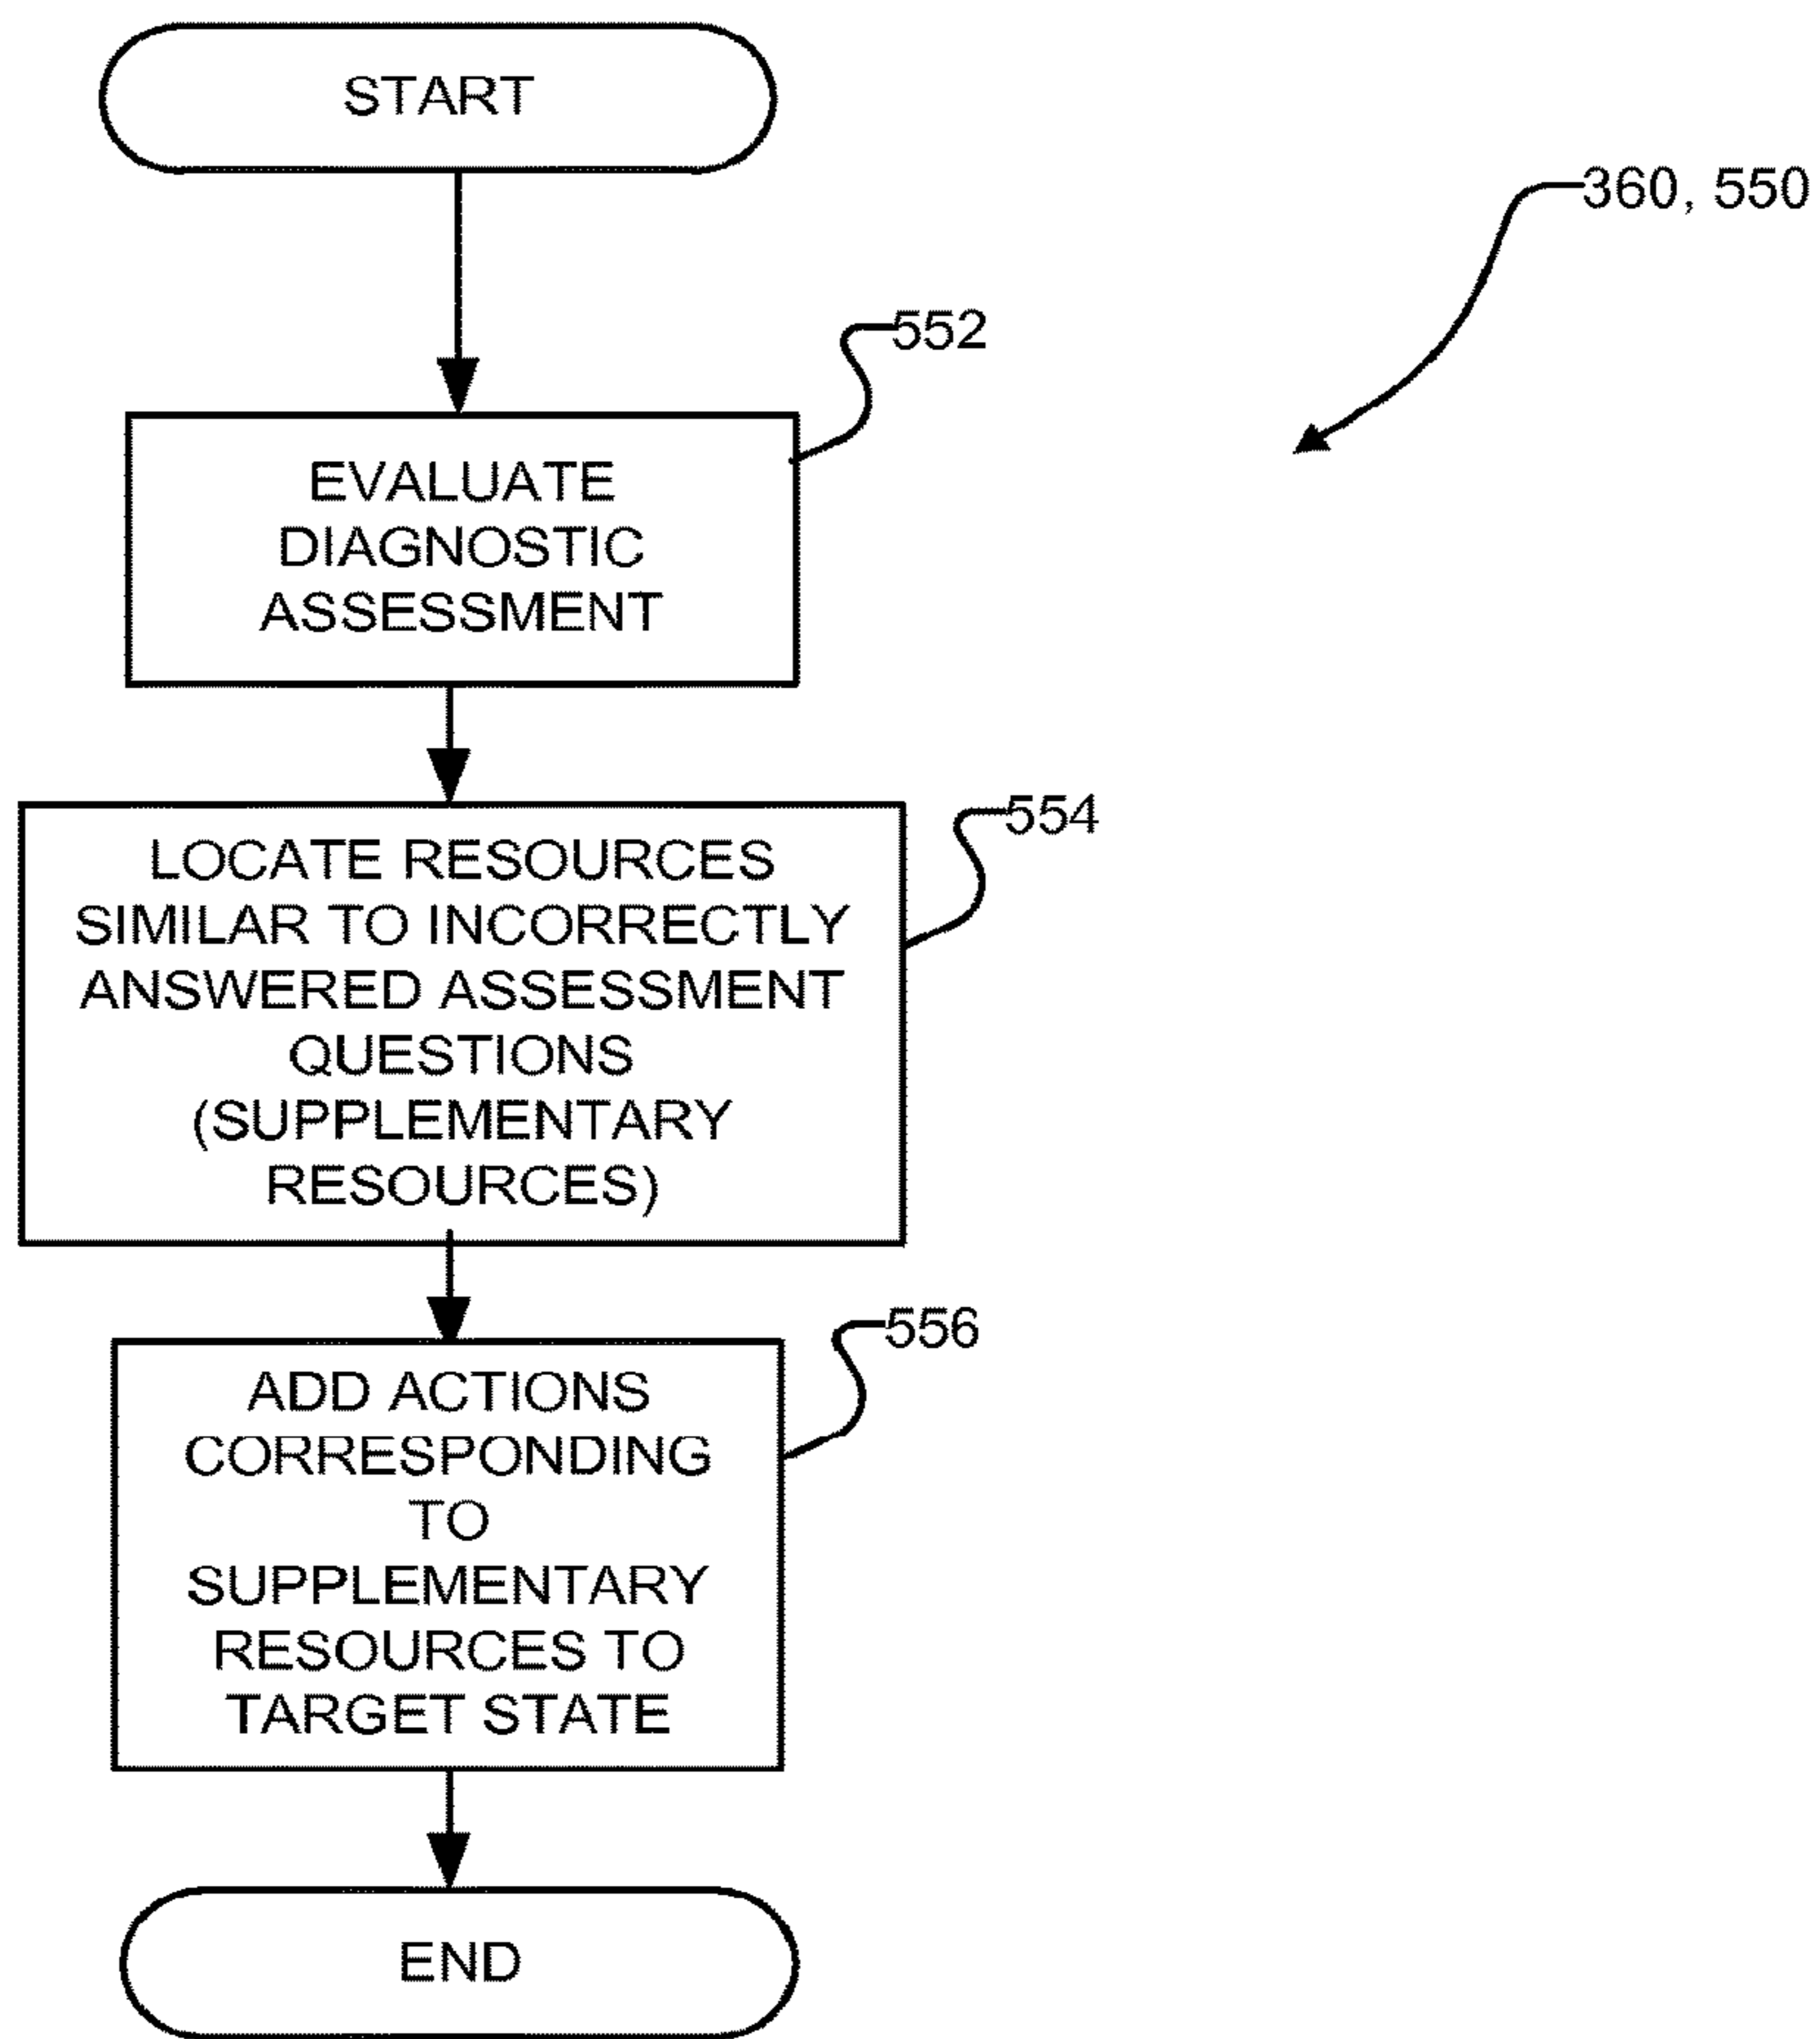 START
360, 550
552
EVALUATE
DIAGNOSTIC
ASSESSMENT
554
LOCATE RESOURCES
SIMILAR TO INCORRECTLY
ANSWERED ASSESSMENT
QUESTIONS
(SUPPLEMENTARY
RESOURCES)
556
ADD ACTIONS
CORRESPONDING
TO
SUPPLEMENTARY
RESOURCES TO
TARGET STATE
END